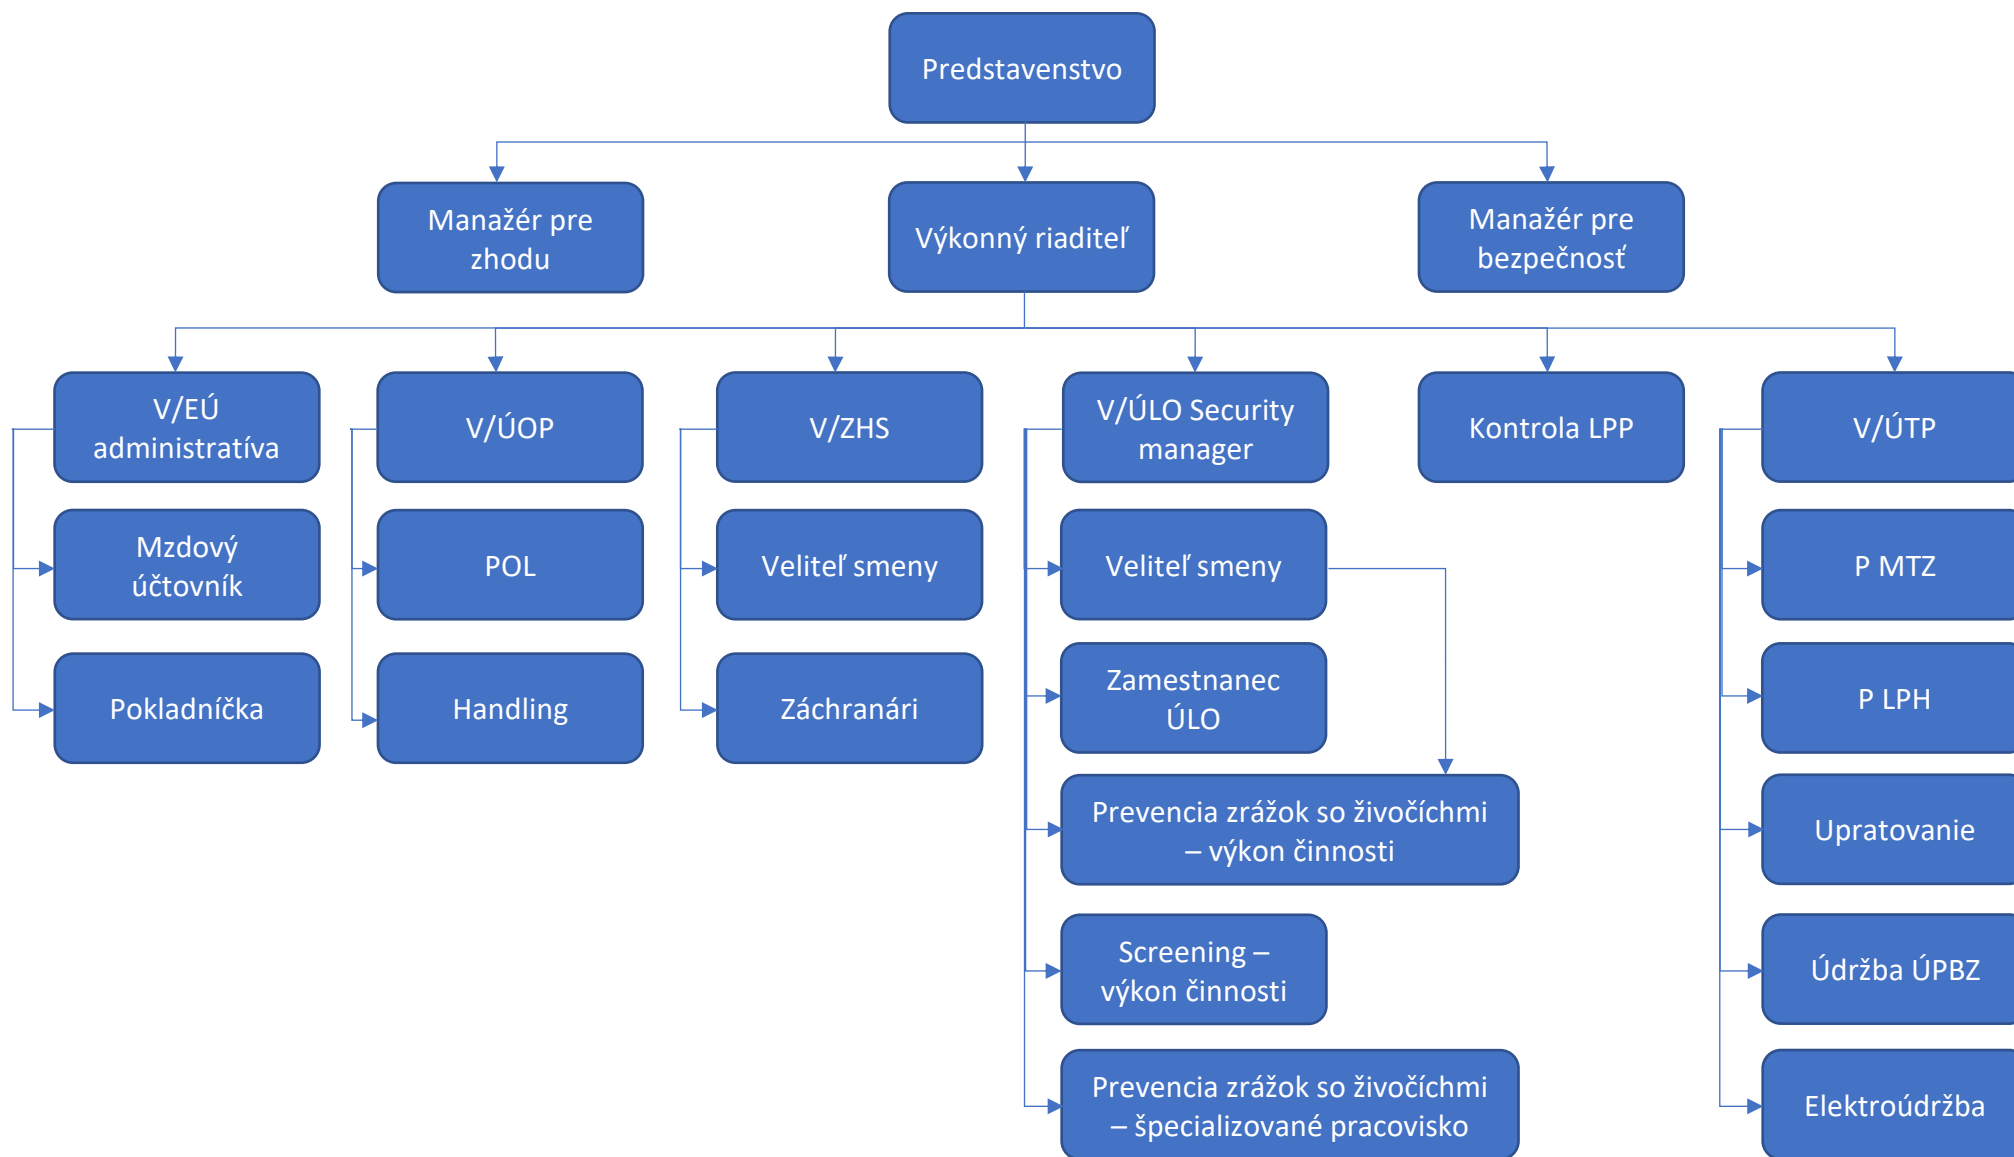 Predstavenstvo
Manažér pre
zhodu
Výkonný riaditeľ
Manažér pre
bezpečnosť
V/EÚ
administratíva
V/ÚOP
V/ZHS
V/ÚLO Security
manager
Kontrola LPP
V/ÚTP
Mzdový
účtovník
POL
Veliteľ smeny
Veliteľ smeny
P MTZ
Pokladníčka
Handling
Záchranári
Zamestnanec
ÚLO
P LPH
Prevencia zrážok so živočíchmi
– výkon činnosti
Upratovanie
Screening –
výkon činnosti
Údržba ÚPBZ
Prevencia zrážok so živočíchmi
– špecializované pracovisko
Elektroúdržba